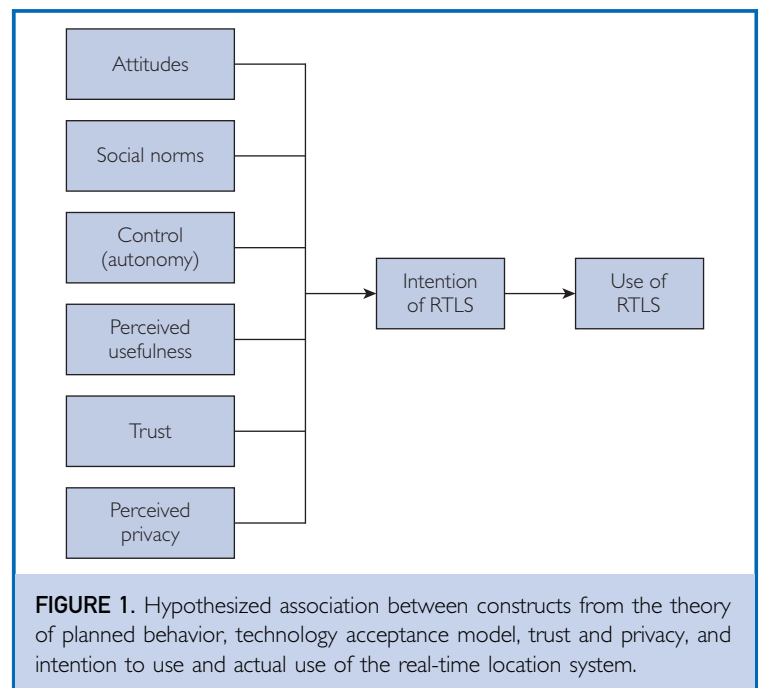 Attitudes
Social norms
Control
(autonomy)
Perceived
usefulness
Trust
Perceived
privacy
Intention
of RTLS
Use of
RTLS
FIGURE 1. Hypothesized association between constructs from the theory
of planned behavior, technology acceptance model, trust and privacy, and
intention to use and actual use of the real-time location system.